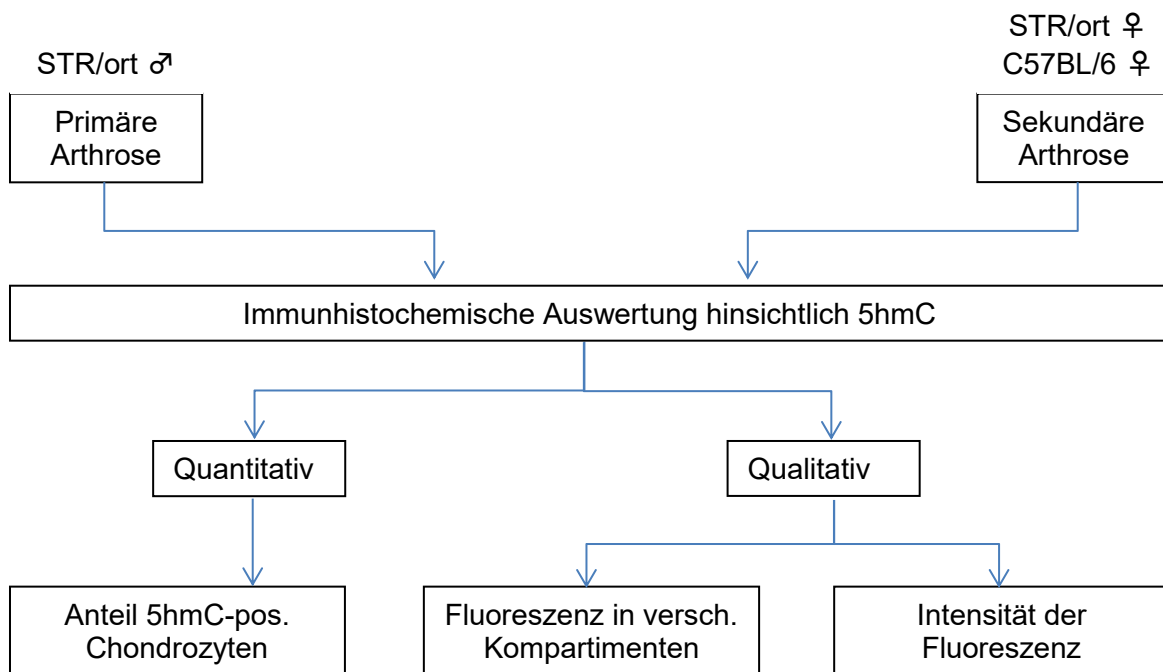 STR/ort ♂
STR/ort ♀
C57BL/6 ♀
Primäre
Arthrose
Sekundäre
Arthrose
Immunhistochemische Auswertung hinsichtlich 5hmC
Quantitativ
Qualitativ
Anteil 5hmC-pos.
Chondrozyten
Fluoreszenz in versch.
Kompartimenten
Intensität der
Fluoreszenz